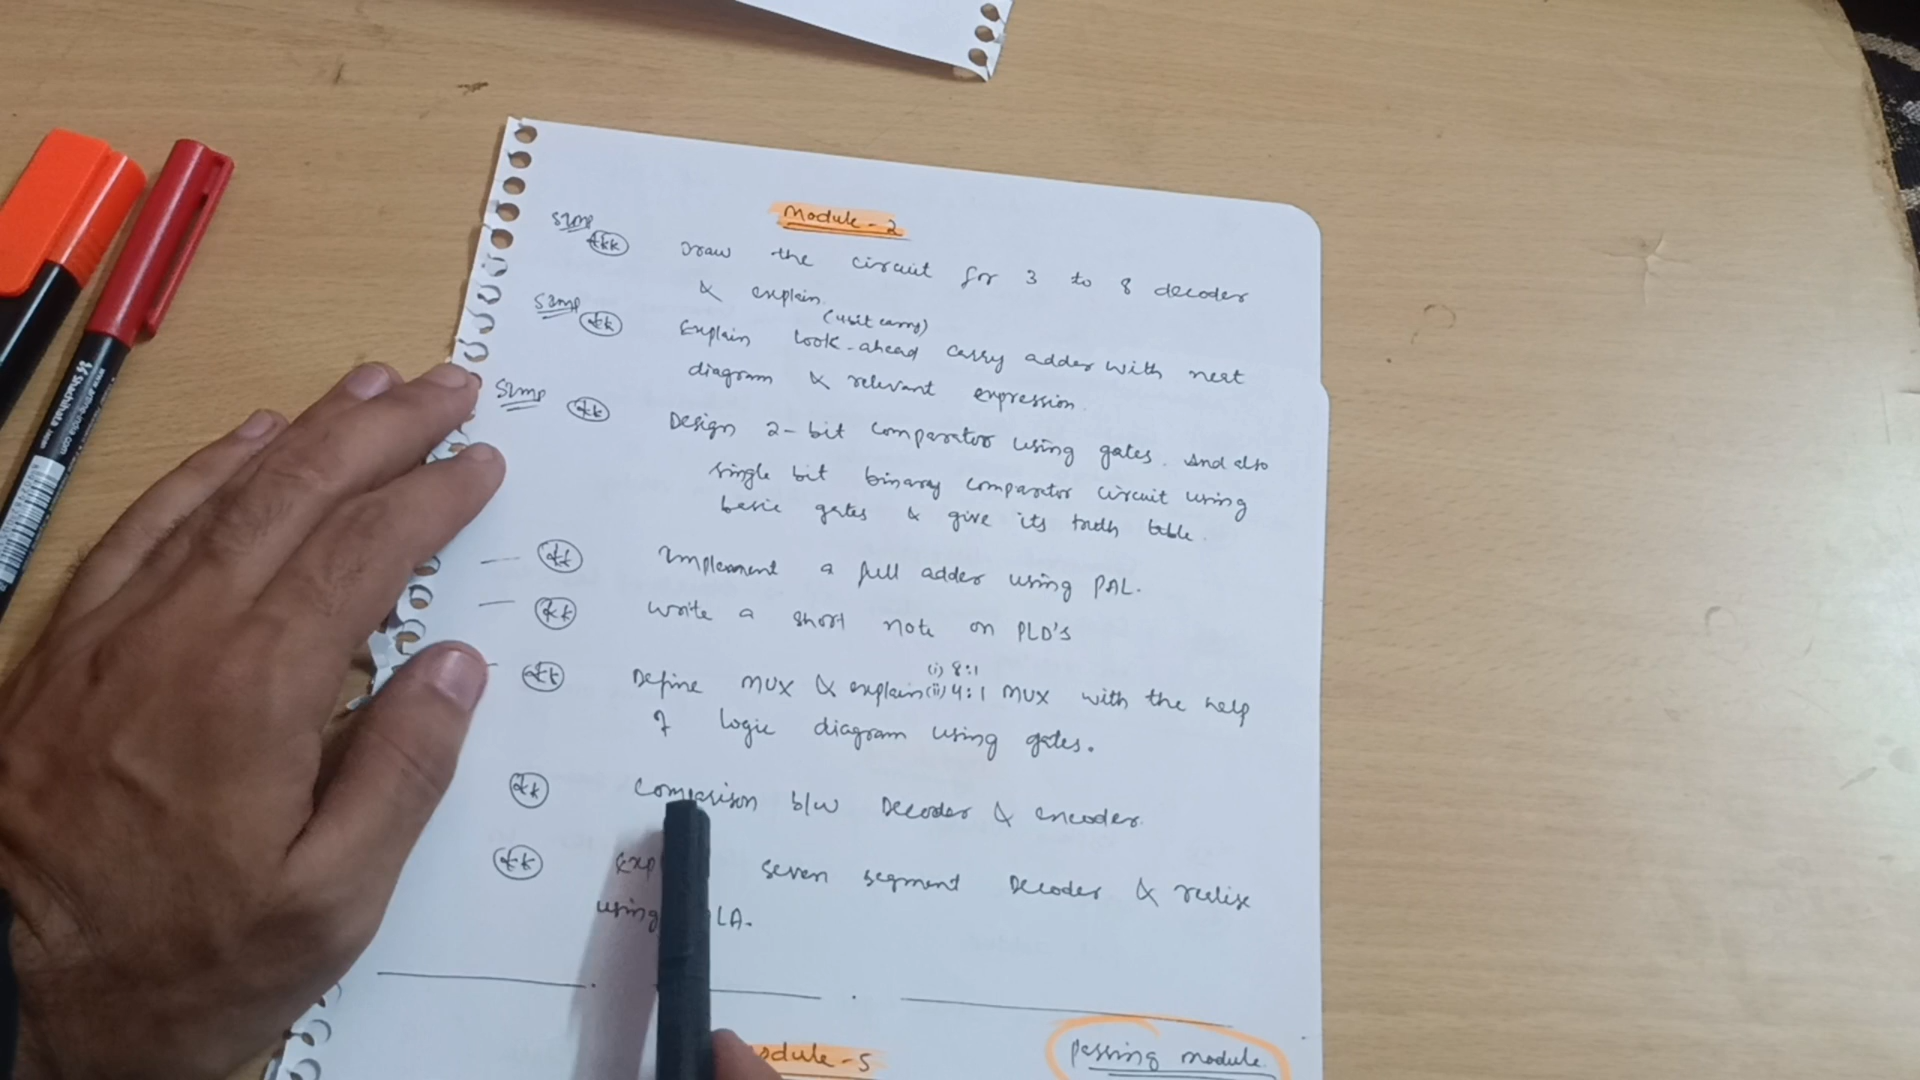 Module-2
SImp
Draw the circuit for 3 to 8 decoder
& explain.
(4bit carry)
SImp
Explain look-ahead carry adder with neat
diagram & relevant expression.
SImp
Design 2-bit comparator using gates. And also
single bit binary comparator circuit using
basic gates & give its truth table.
Implement a full adder using PAL.
write a short note on PLD's
(i) 8:1
Define MUX & explain (ii) 4:1 MUX with the help
of logic diagram using gates.
Comparison b/w Decoder & encoder.
seven segment Decoder & realise
using
Passing module
Shachihata